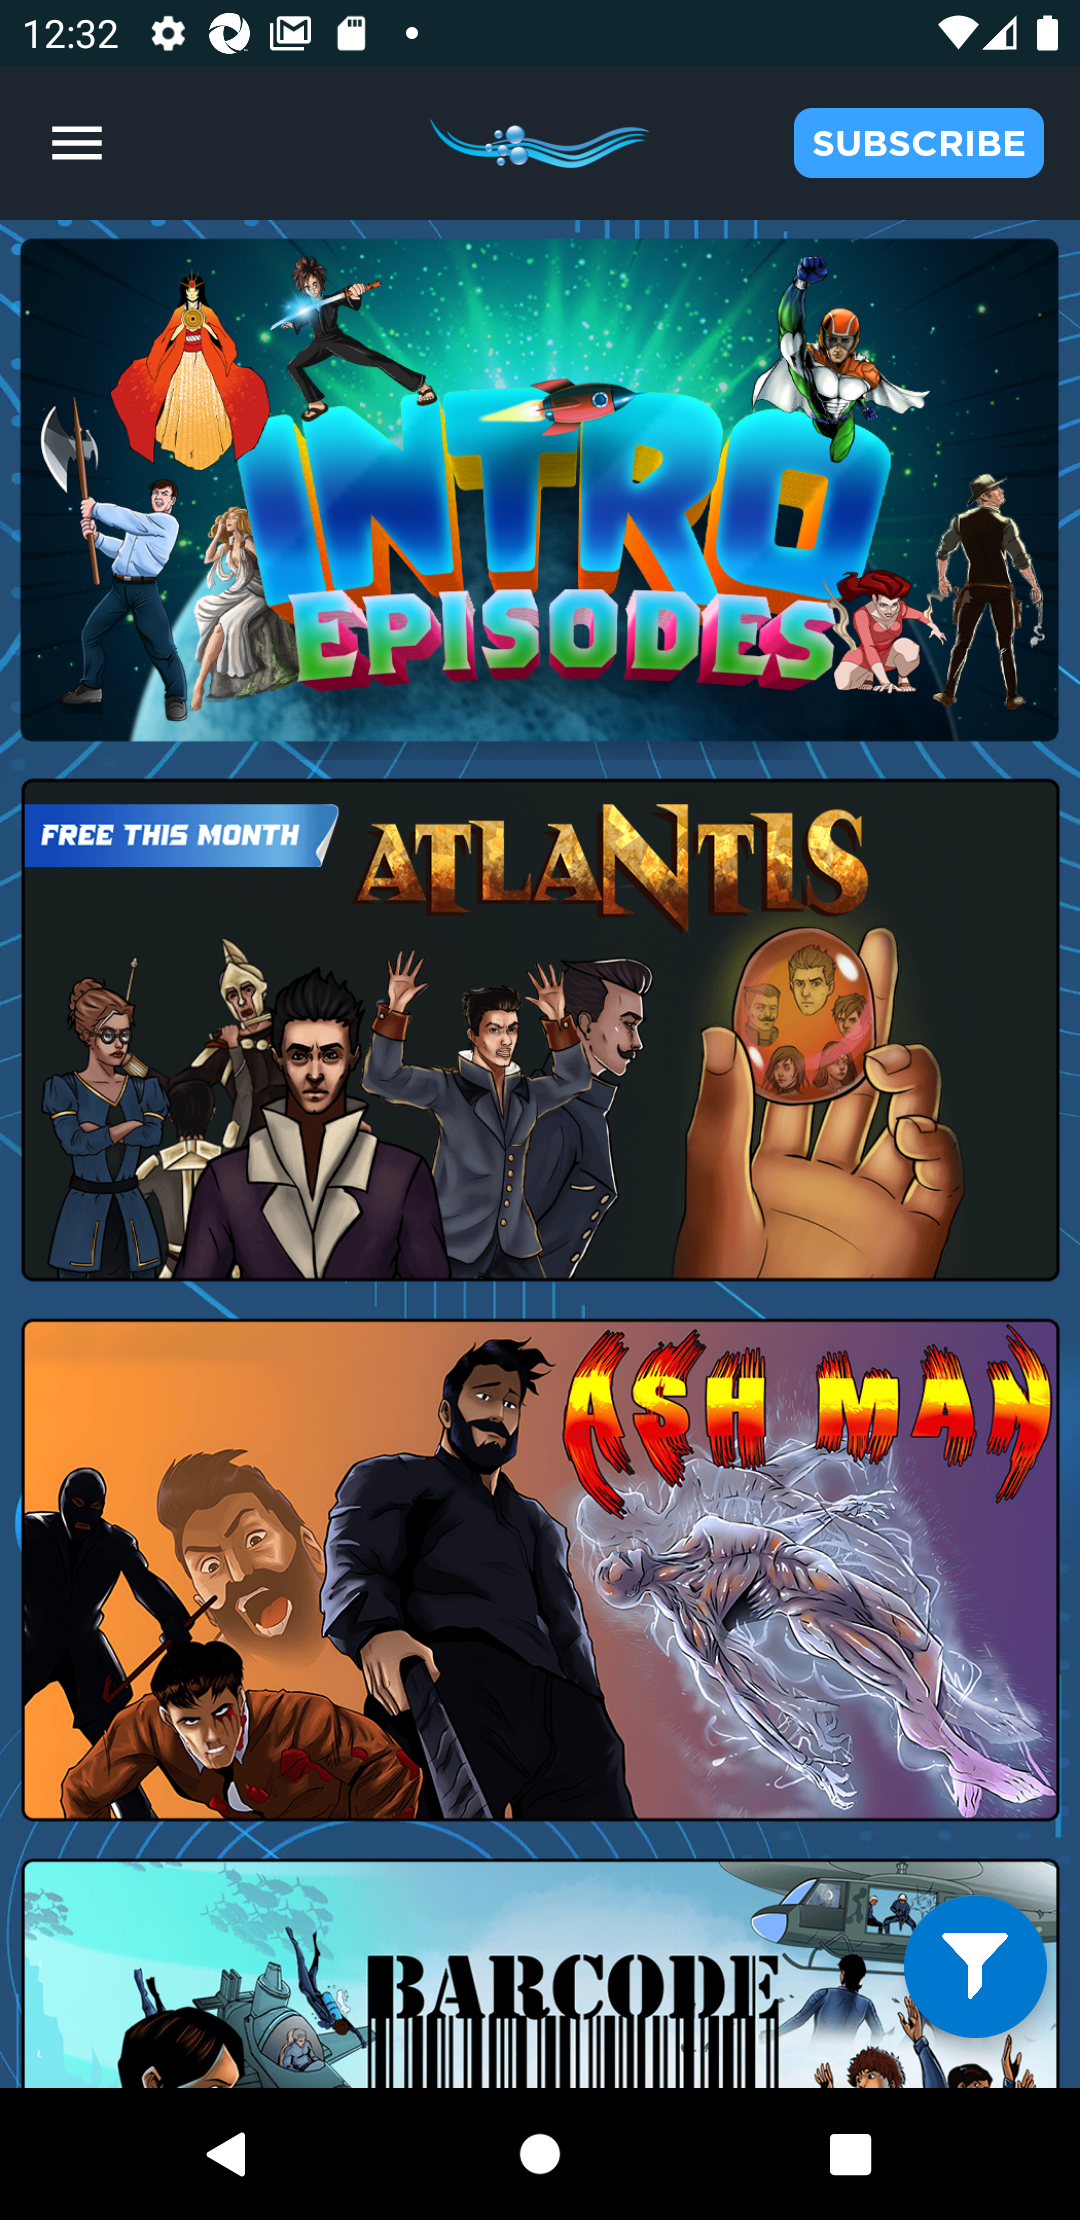 12:32
SUBSCRIBE
INTRO
EPISODES
FREE THIS MONTH
ATLANTIS
ASH MAN
BARCODE